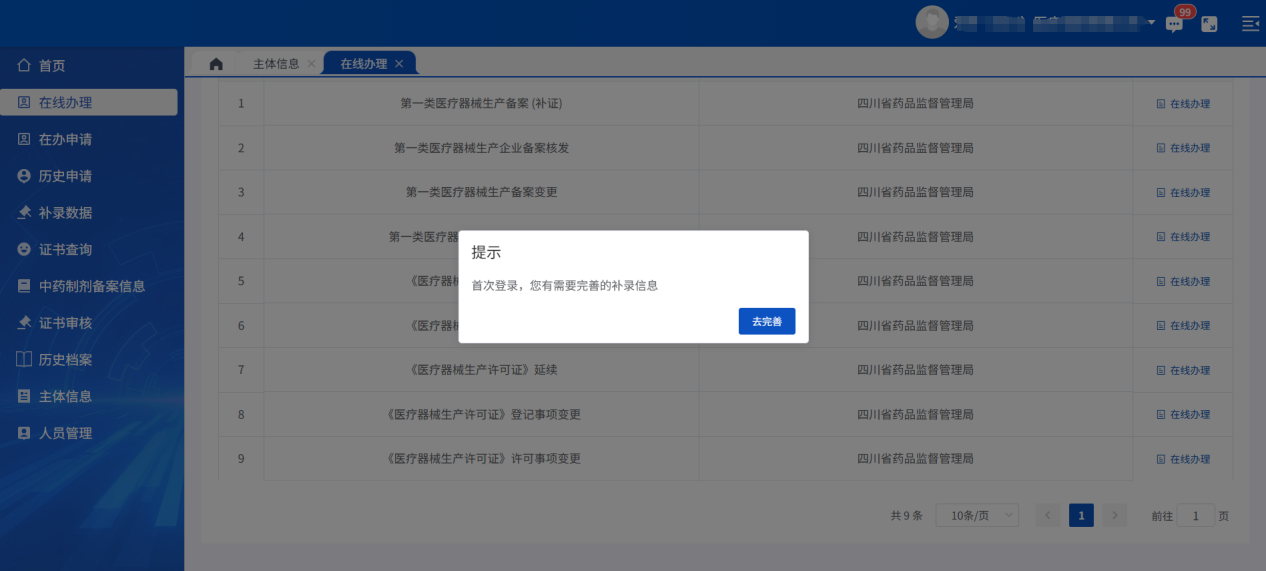 医疗
99
首页
在线办理
在办申请
历史申请
补录数据
证书查询
中药制剂备案信息
证书审核
历史档案
主体信息
人员管理
主体信息 × 在线办理 ×
1 第一类医疗器械生产备案 (补证) 四川省药品监督管理局 在线办理
2 第一类医疗器械生产企业备案核发 四川省药品监督管理局 在线办理
3 第一类医疗器械生产备案变更 四川省药品监督管理局 在线办理
4 第一类医疗器 四川省药品监督管理局 在线办理
5 《医疗器械 四川省药品监督管理局 在线办理
6 《医疗器械 四川省药品监督管理局 在线办理
7 《医疗器械生产许可证》延续 四川省药品监督管理局 在线办理
8 《医疗器械生产许可证》登记事项变更 四川省药品监督管理局 在线办理
9 《医疗器械生产许可证》许可事项变更 四川省药品监督管理局 在线办理
提示
首次登录，您有需要完善的补录信息
去完善
共 9 条 10条/页 < 1 > 前往 1 页